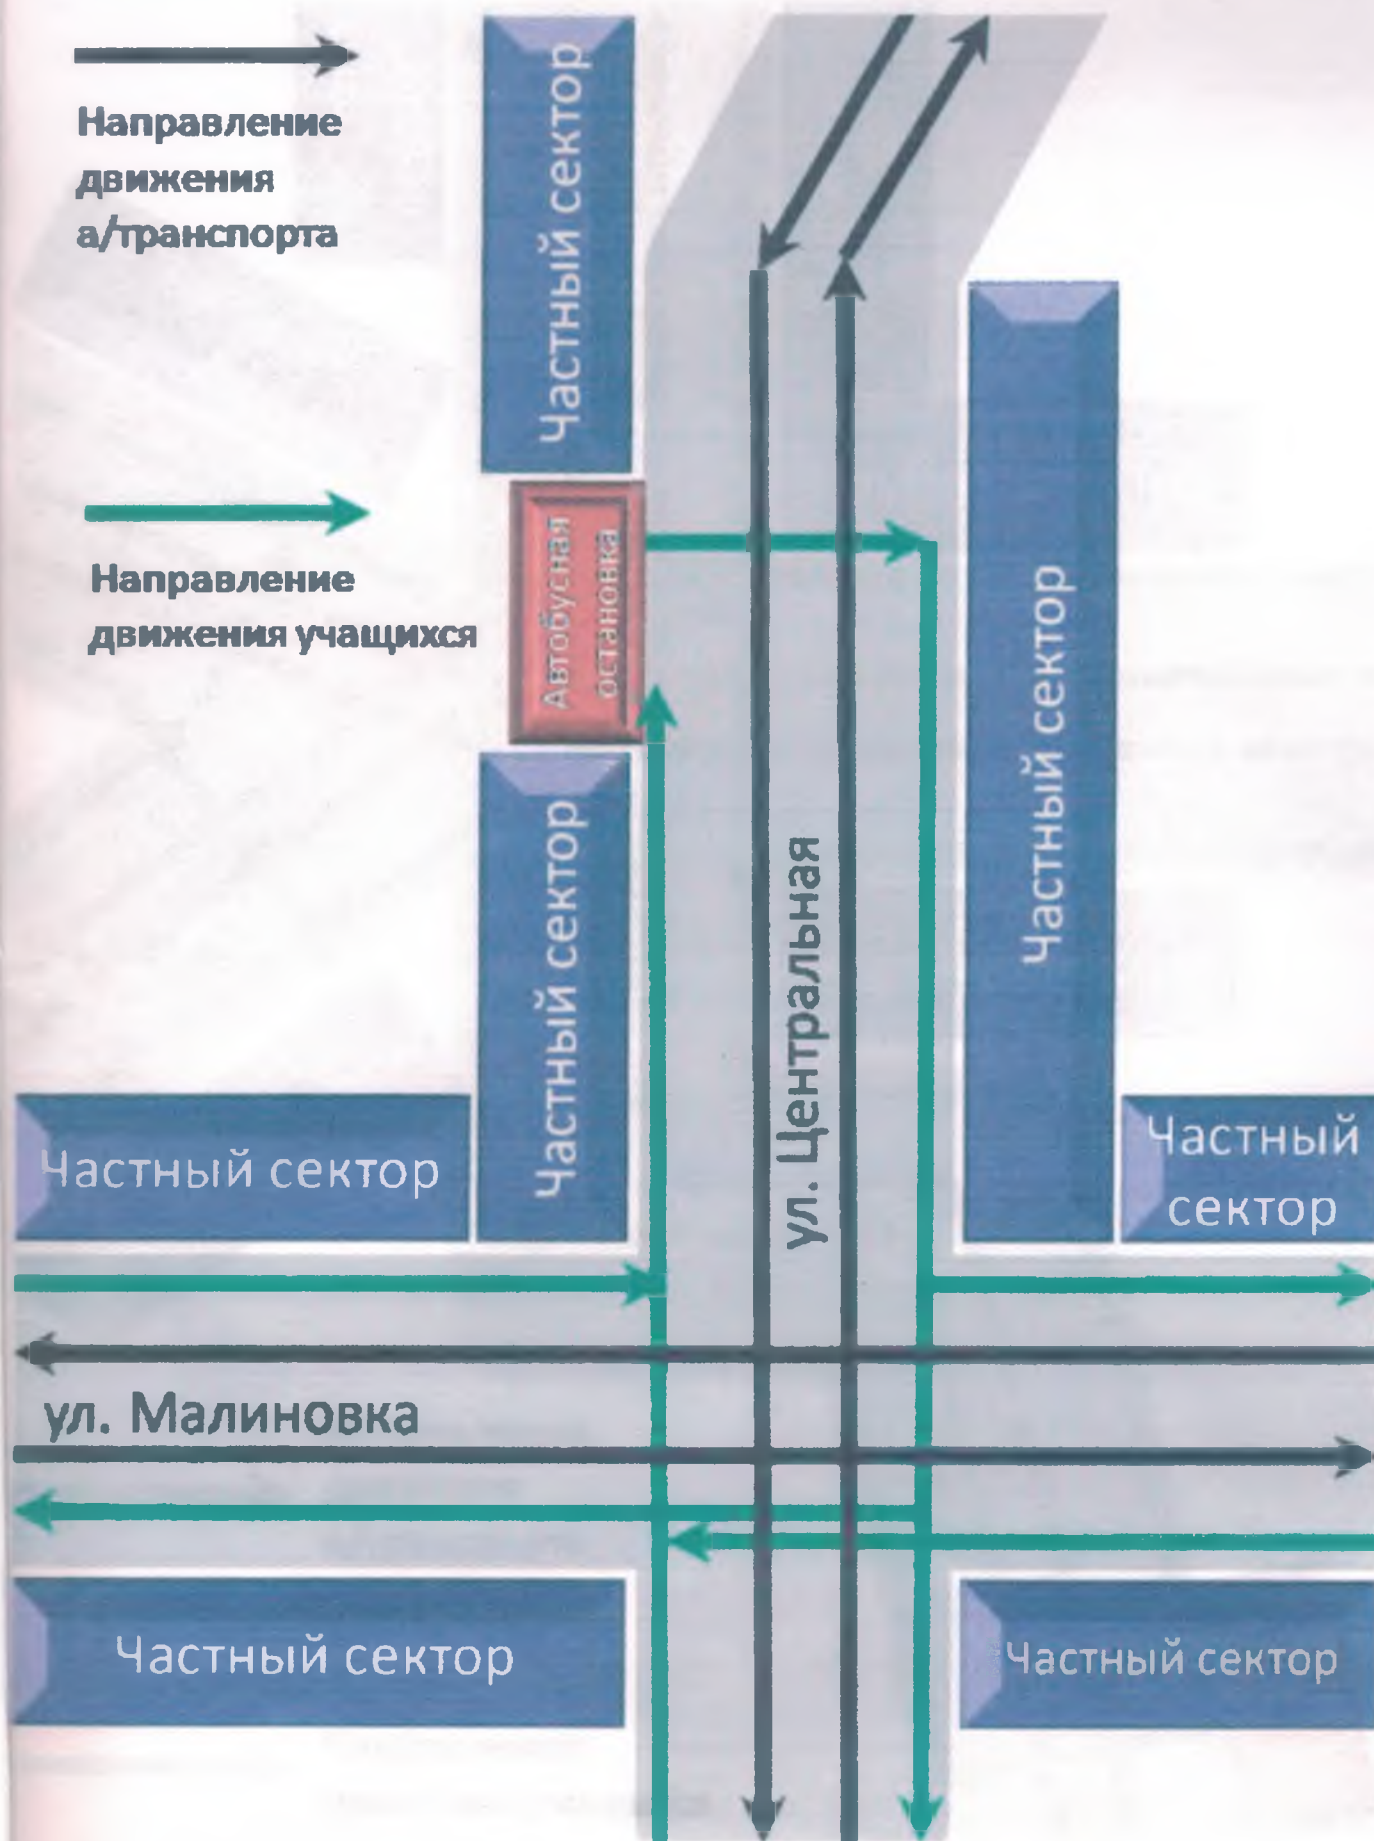 Направление
движения
а/транспорта
Частный сектор
Направление
движения учащихся
Автобусная
остановка
Частный сектор
Частный сектор
ул. Центральная
Частный сектор
Частный
сектор
ул. Малиновка
Частный сектор
Частный сектор